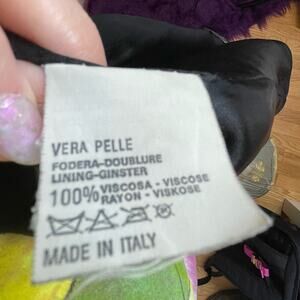 VERA PELLE
FODERA-DOUBLURE
LINING-GINSTER
100% VISCOSA - VISCOSE
RAYON - VISKOSE
MADE IN ITALY